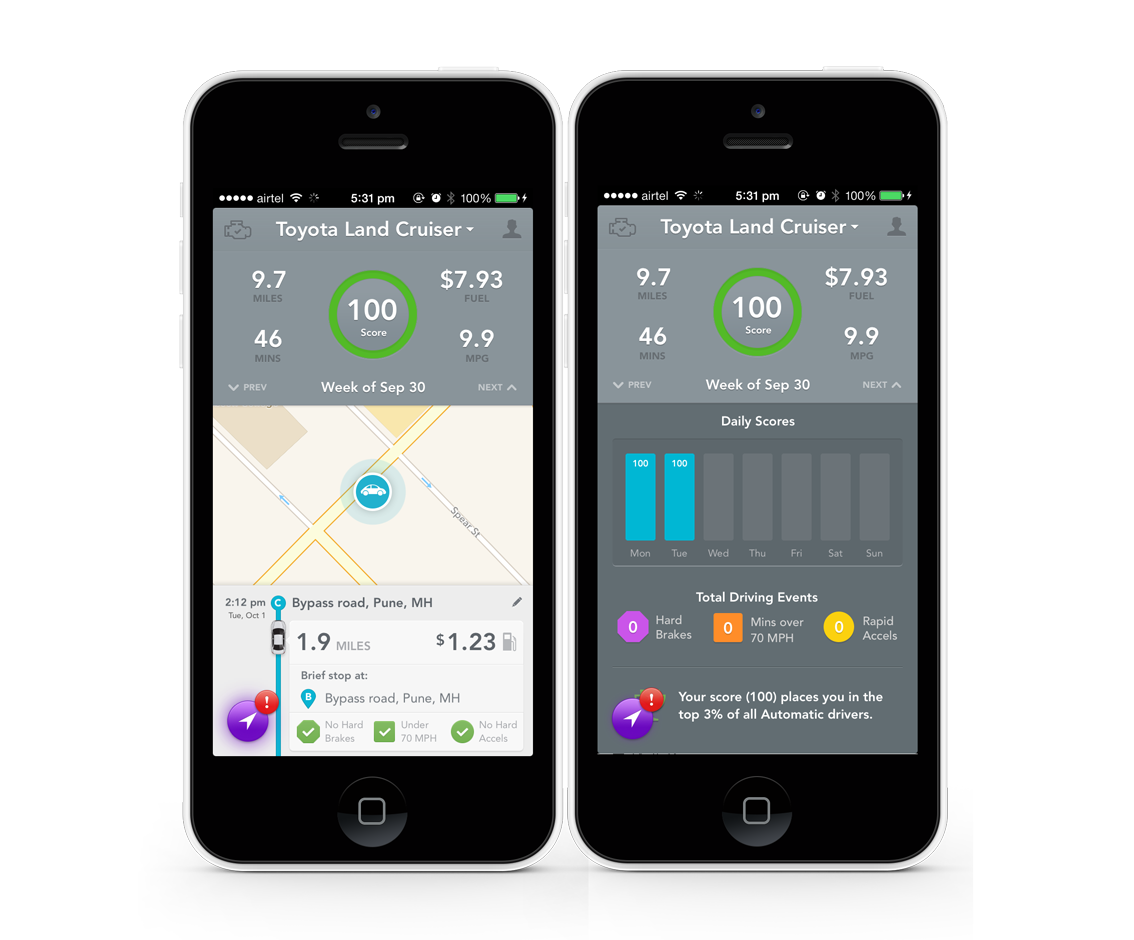 airtel 5:31 pm 100%
Toyota Land Cruiser
9.7
MILES
100
Score
$7.93
FUEL
46
MINS
9.9
MPG
PREV Week of Sep 30 NEXT
Spear St
2:12 pm
Tue, Oct 1
C Bypass road, Pune, MH
1.9 MILES $1.23
Brief stop at:
B Bypass road, Pune, MH
!
No Hard
Brakes
Under
70 MPH
No Hard
Accels
airtel 5:31 pm 100%
Toyota Land Cruiser
9.7
MILES
100
Score
$7.93
FUEL
46
MINS
9.9
MPG
PREV Week of Sep 30 NEXT
Daily Scores
100 100
Mon Tue Wed Thu Fri Sat Sun
Total Driving Events
0 Hard
Brakes
0 Mins over
70 MPH
0 Rapid
Accels
!
Your score (100) places you in the
top 3% of all Automatic drivers.